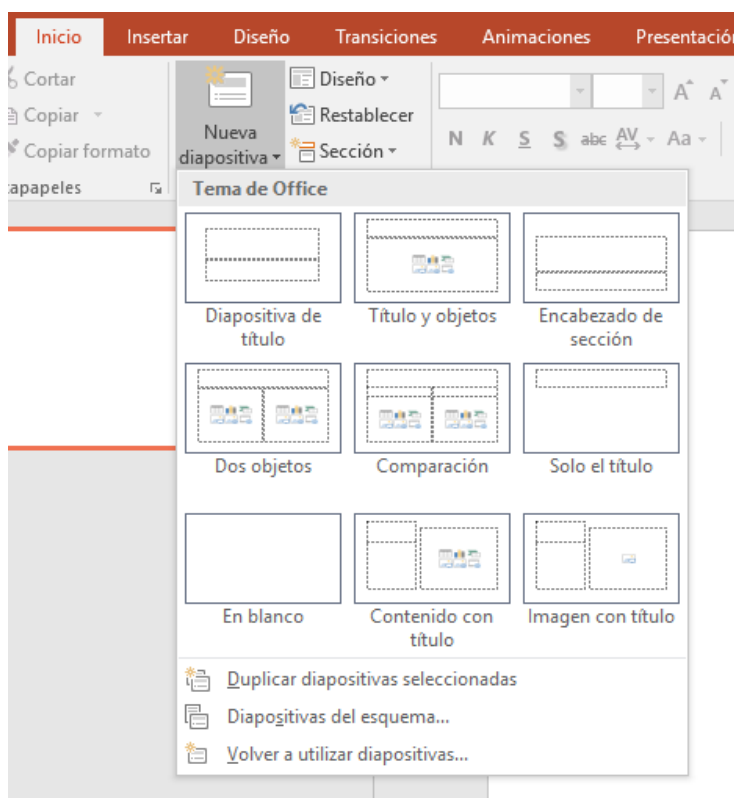 Inicio Insertar Diseño Transiciones Animaciones Presentación
Cortar
Copiar
Copiar formato
Nueva
diapositiva
Diseño
Restablecer
Sección
A A
N K S S abc AV Aa
Tema de Office
Diapositiva de
título
Título y objetos
Encabezado de
sección
Dos objetos
Comparación
Solo el título
En blanco
Contenido con
título
Imagen con título
Duplicar diapositivas seleccionadas
Diapositivas del esquema...
Volver a utilizar diapositivas...